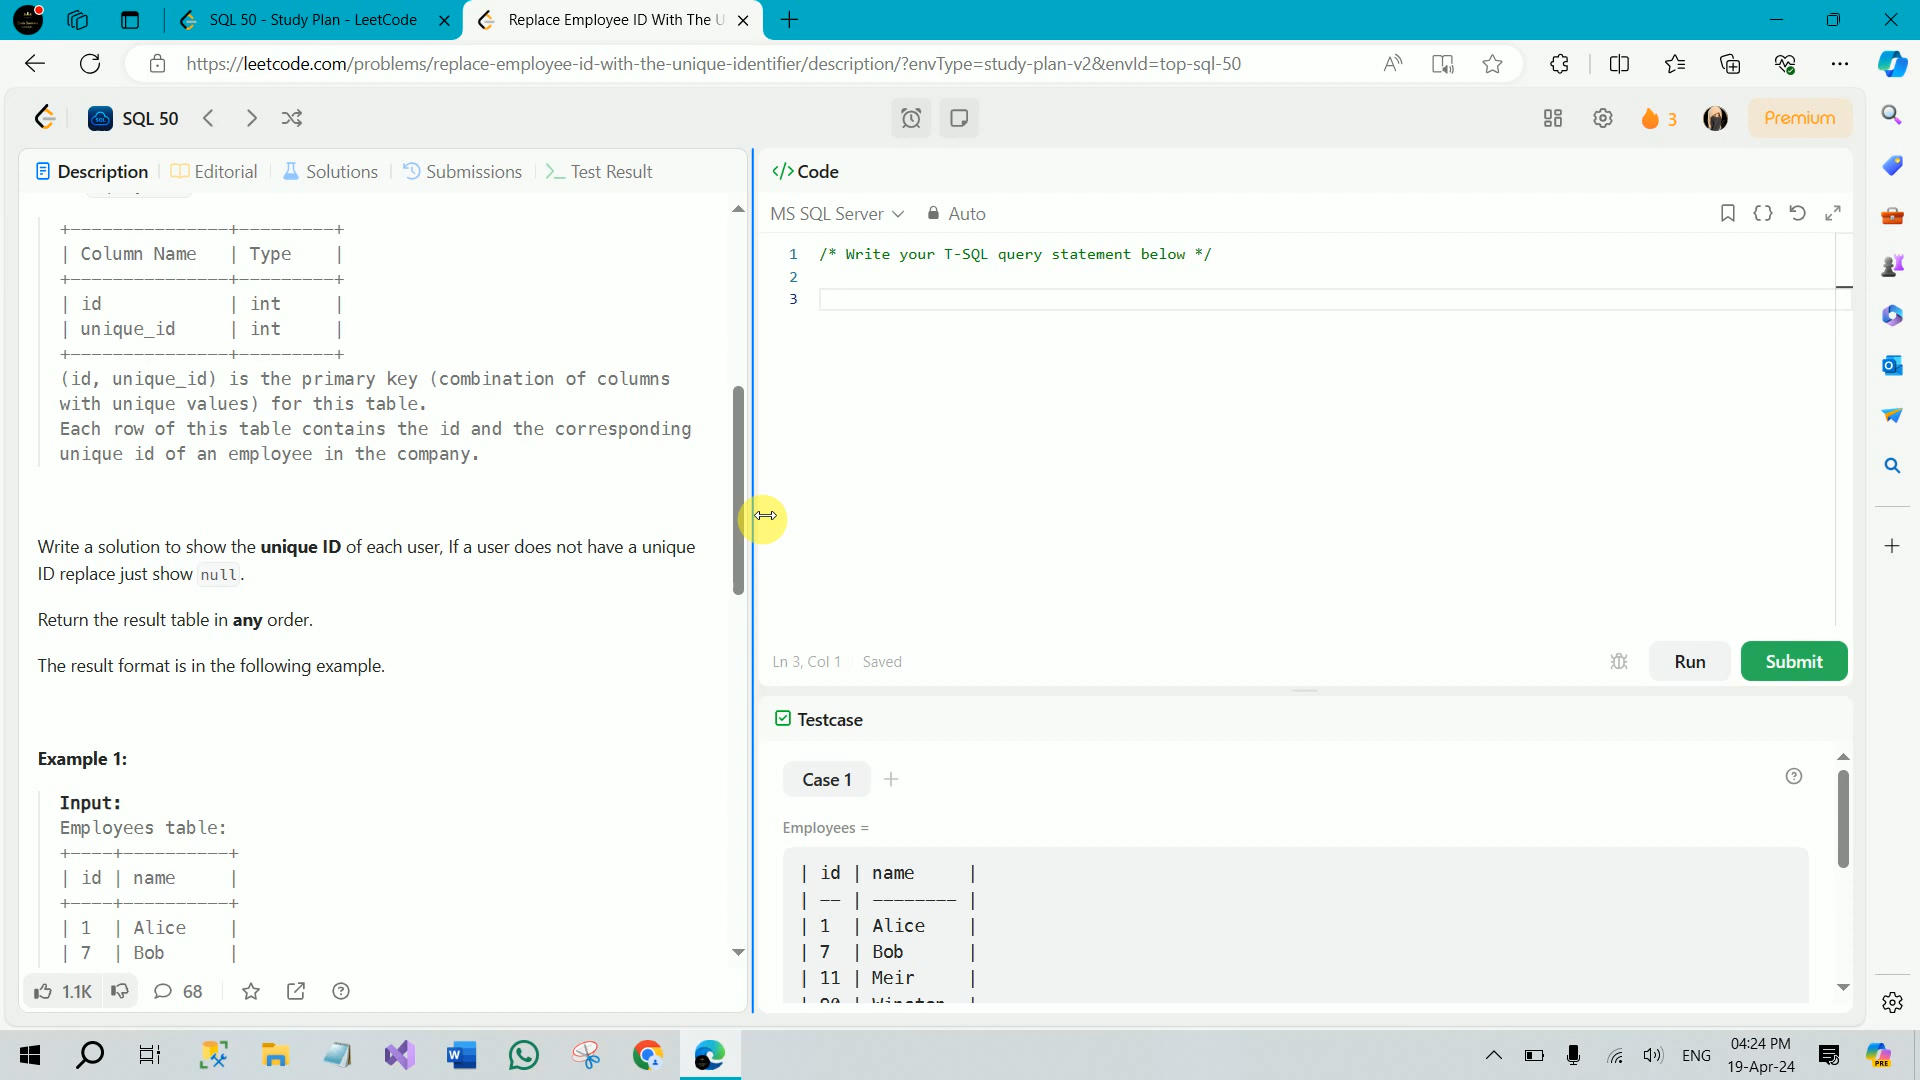 SQL 50 - Study Plan - LeetCode
Replace Employee ID With The U
https://leetcode.com/problems/replace-employee-id-with-the-unique-identifier/description/?envType=study-plan-v2&envId=top-sql-50
SQL 50
3
Premium
Description
Editorial
Solutions
Submissions
Test Result
+----------------+---------+
| Column Name | Type |
+----------------+---------+
| id | int |
| unique_id | int |
+----------------+---------+
(id, unique_id) is the primary key (combination of columns
with unique values) for this table.
Each row of this table contains the id and the corresponding
unique id of an employee in the company.
Write a solution to show the unique ID of each user, If a user does not have a unique
ID replace just show null.
Return the result table in any order.
The result format is in the following example.
Example 1:
Input:
Employees table:
+----+----------+
| id | name |
+----+----------+
| 1 | Alice |
| 7 | Bob |
1.1K
68
</> Code
MS SQL Server
Auto
1 /* Write your T-SQL query statement below */
2
3
Ln 3, Col 1
Saved
Run
Submit
Testcase
Case 1
Employees =
| id | name |
| -- | -------- |
| 1 | Alice |
| 7 | Bob |
| 11 | Meir |
| 90 | Winston |
ENG
04:24 PM
19-Apr-24
PRE